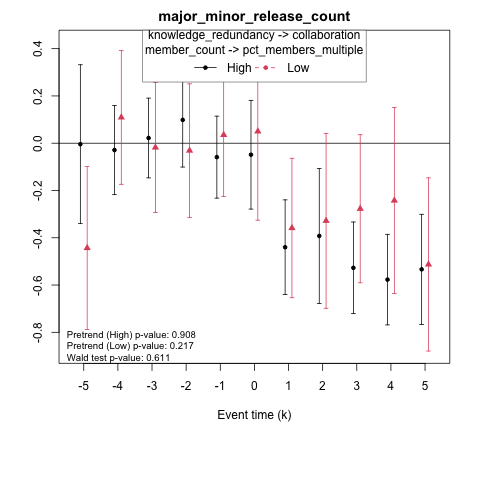 major_minor_release_count
knowledge_redundancy -> collaboration
member_count -> pct_members_multiple
High Low
0.4
0.2
0.0
-0.2
-0.4
-0.6
-0.8
Pretrend (High) p-value: 0.908
Pretrend (Low) p-value: 0.217
Wald test p-value: 0.611
-5 -4 -3 -2 -1 0 1 2 3 4 5
Event time (k)